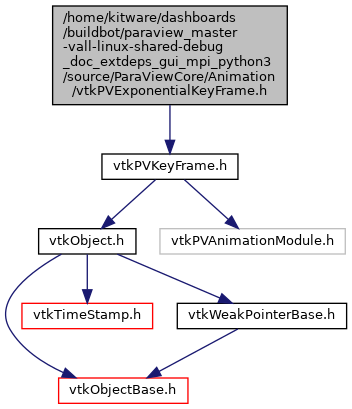 /home/kitware/dashboards
/buildbot/paraview_master
-vall-linux-shared-debug
_doc_extdeps_gui_mpi_python3
/source/ParaViewCore/Animation
/vtkPVExponentialKeyFrame.h
vtkPVKeyFrame.h
vtkObject.h
vtkPVAnimationModule.h
vtkTimeStamp.h
vtkWeakPointerBase.h
vtkObjectBase.h